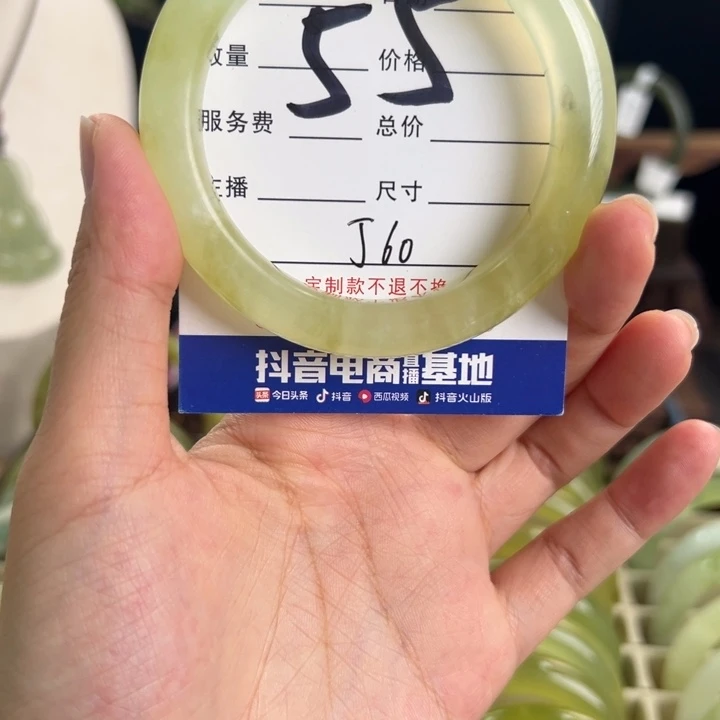 55
数量 价格
服务费 总价
主播 尺寸
J60
定制款不退不换
抖音电商直播基地
头条 今日头条 抖音 西瓜视频 抖音火山版